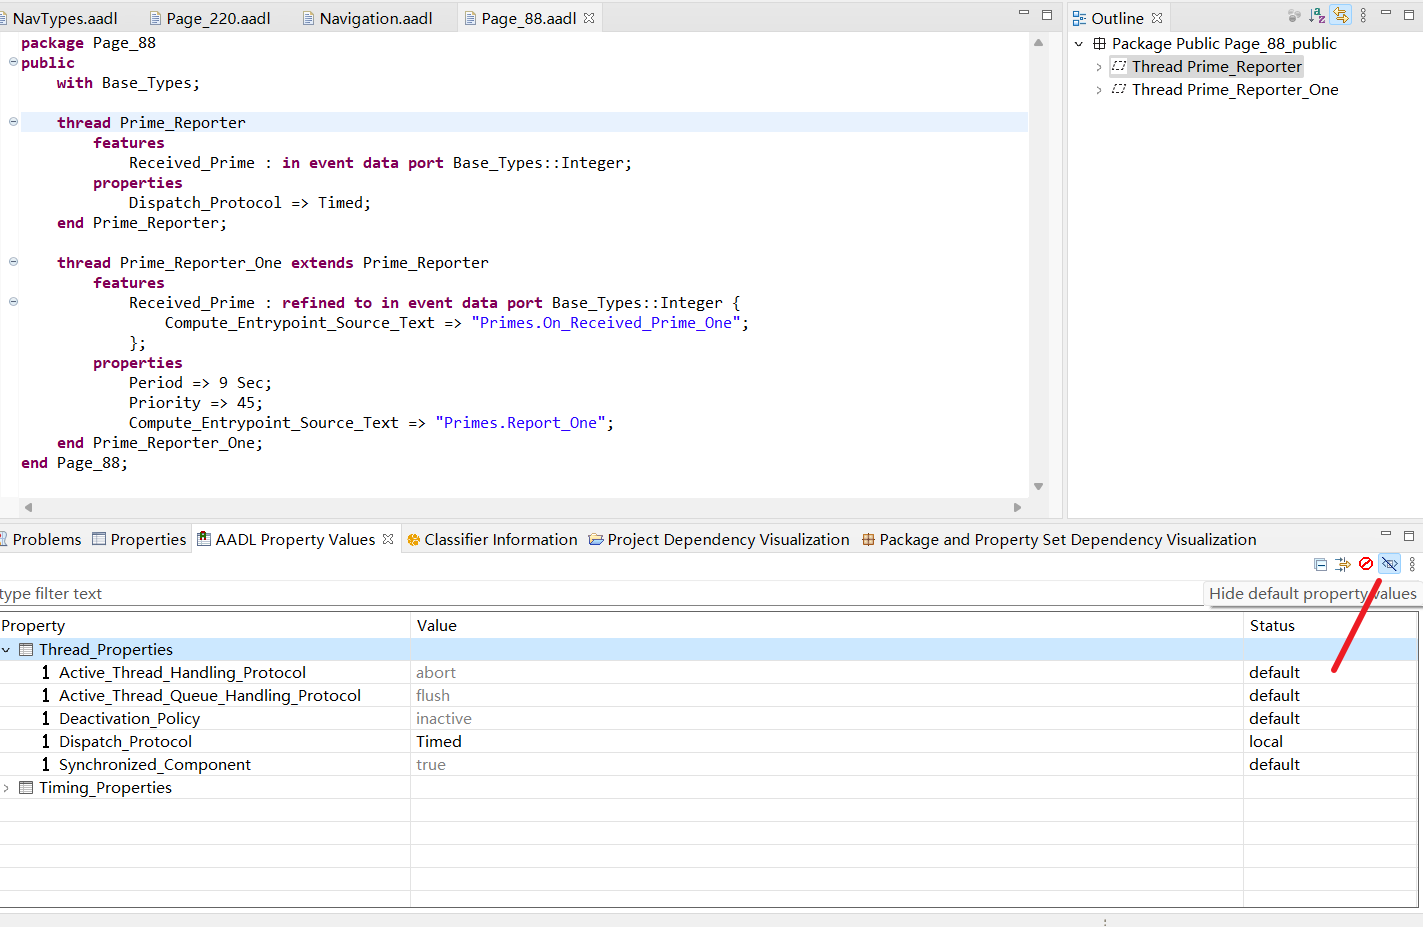 NavTypes.aadl Page_220.aadl Navigation.aadl Page_88.aadl
package Page_88
public
with Base_Types;
thread Prime_Reporter
features
Received_Prime : in event data port Base_Types::Integer;
properties
Dispatch_Protocol => Timed;
end Prime_Reporter;
thread Prime_Reporter_One extends Prime_Reporter
features
Received_Prime : refined to in event data port Base_Types::Integer {
Compute_Entrypoint_Source_Text => "Primes.On_Received_Prime_One";
};
properties
Period => 9 Sec;
Priority => 45;
Compute_Entrypoint_Source_Text => "Primes.Report_One";
end Prime_Reporter_One;
end Page_88;
Outline
Package Public Page_88_public
Thread Prime_Reporter
Thread Prime_Reporter_One
Problems Properties AADL Property Values Classifier Information Project Dependency Visualization Package and Property Set Dependency Visualization
type filter text
Hide default property values
Property Value Status
Thread_Properties
1 Active_Thread_Handling_Protocol abort default
1 Active_Thread_Queue_Handling_Protocol flush default
1 Deactivation_Policy inactive default
1 Dispatch_Protocol Timed local
1 Synchronized_Component true default
Timing_Properties